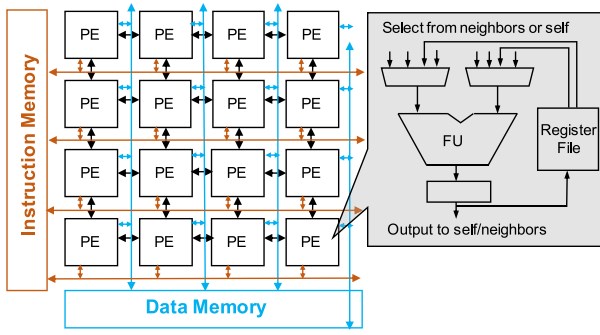 Instruction Memory
PE PE PE PE
PE PE PE PE
PE PE PE PE
PE PE PE PE
Data Memory
Select from neighbors or self
FU
Register
File
Output to self/neighbors